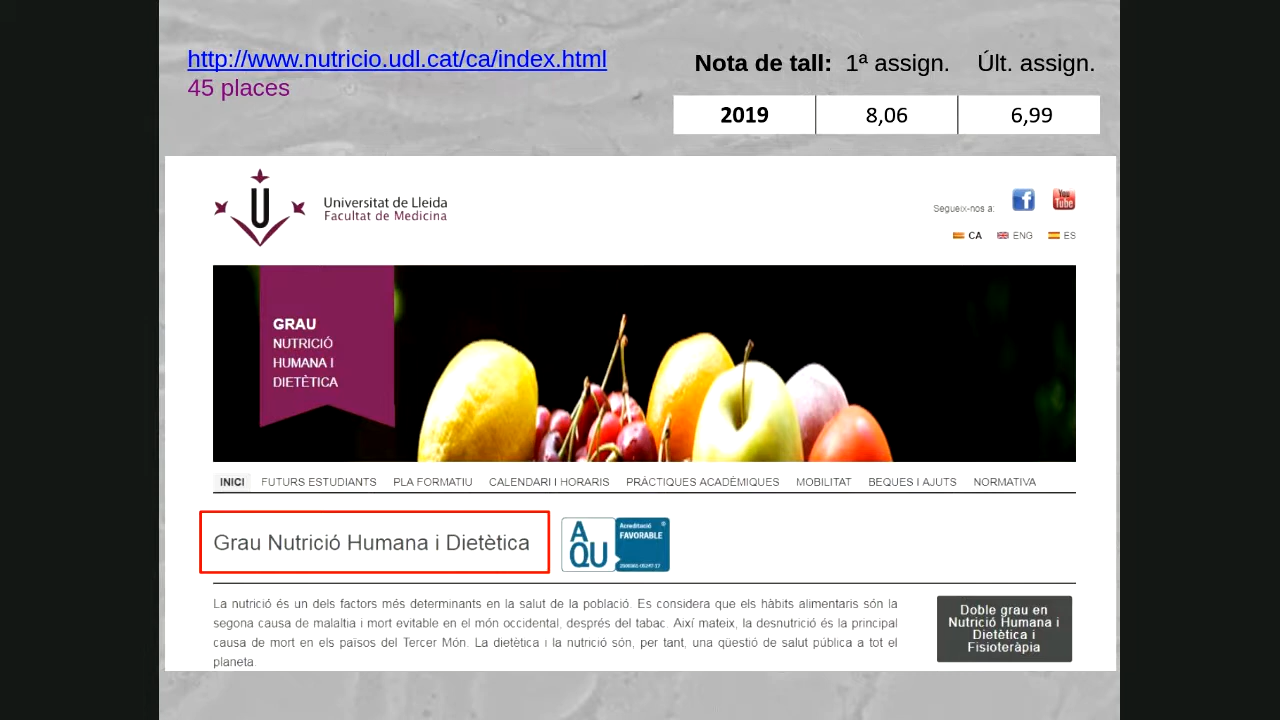 http://www.nutricio.udl.cat/ca/index.html
45 places
Nota de tall: 1ª assign. Últ. assign.
2019 8,06 6,99
Universitat de Lleida
Facultat de Medicina
Segueix-nos a:
You
Tube
CA ENG ES
GRAU
NUTRICIÓ
HUMANA I
DIETÈTICA
INICI FUTURS ESTUDIANTS PLA FORMATIU CALENDARI I HORARIS PRÀCTIQUES ACADÈMIQUES MOBILITAT BEQUES I AJUTS NORMATIVA
Grau Nutrició Humana i Dietètica
AQU
Acreditació
FAVORABLE
La nutrició és un dels factors més determinants en la salut de la població. Es considera que els hàbits alimentaris són la
segona causa de malaltia i mort evitable en el món occidental, després del tabac. Així mateix, la desnutrició és la principal
causa de mort en els països del Tercer Món. La dietètica i la nutrició són, per tant, una qüestió de salut pública a tot el
planeta.
Doble grau en
Nutrició Humana i
Dietètica i
Fisioteràpia